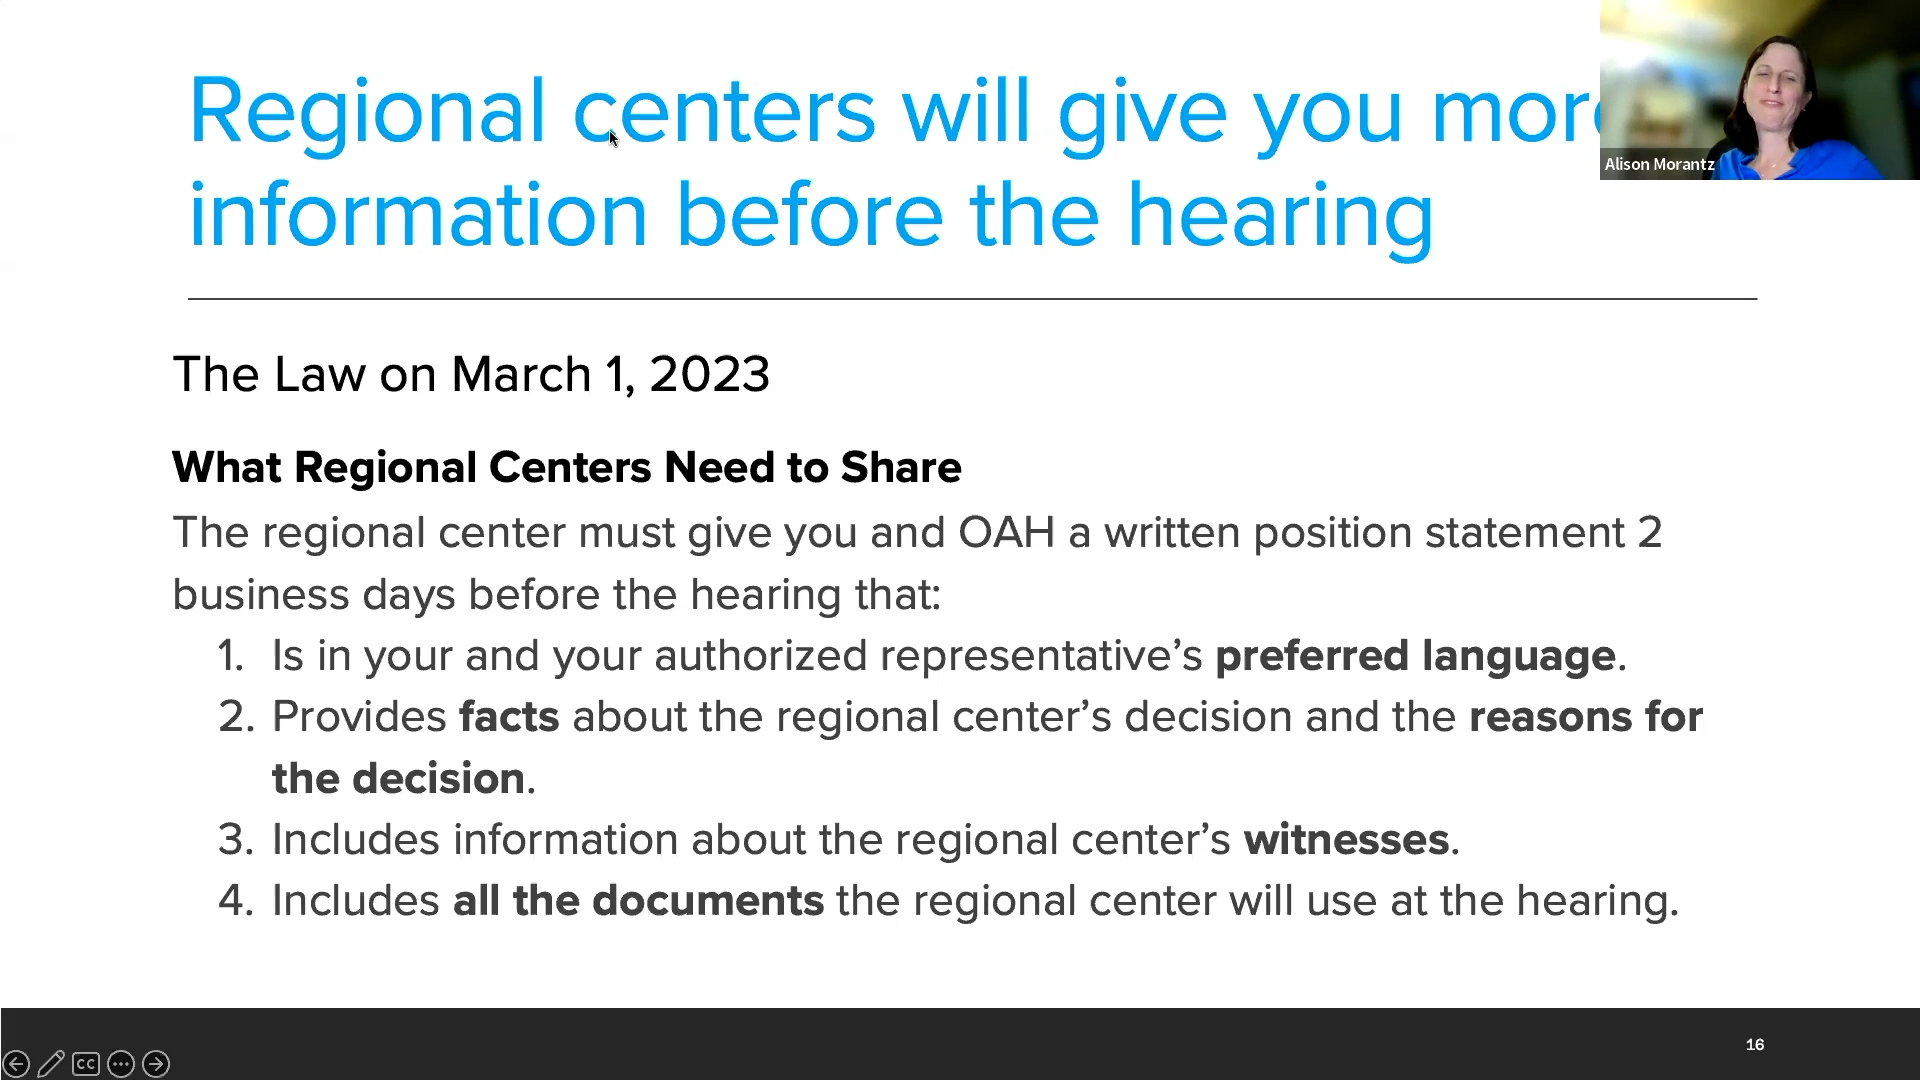 Regional centers will give you more
information before the hearing
Alison Morantz
The Law on March 1, 2023
What Regional Centers Need to Share
The regional center must give you and OAH a written position statement 2
business days before the hearing that:
1. Is in your and your authorized representative’s preferred language.
2. Provides facts about the regional center’s decision and the reasons for
the decision.
3. Includes information about the regional center’s witnesses.
4. Includes all the documents the regional center will use at the hearing.
CC
16